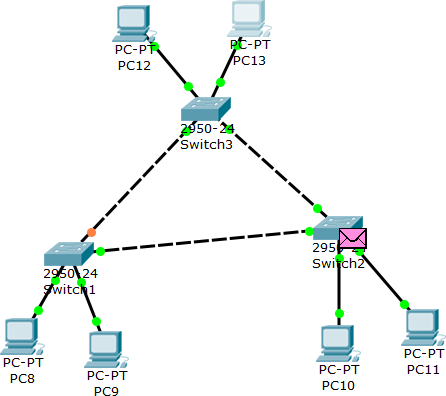 PC-PT
PC12
PC-PT
PC13
2950-24
Switch3
2950-24
Switch1
Switch2
PC-PT
PC8
PC-PT
PC9
PC-PT
PC10
PC-PT
PC11